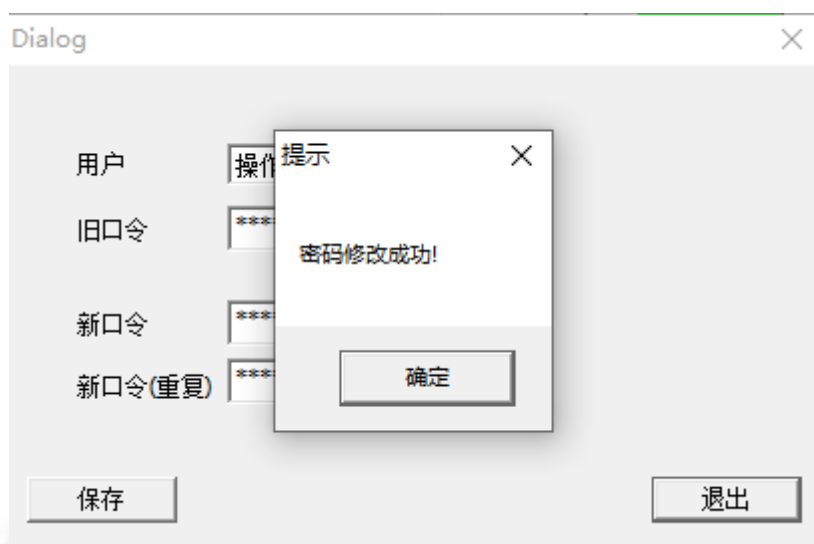 Dialog
用户
操作
提示
旧口令
****
密码修改成功!
新口令
****
新口令(重复)
****
确定
保存
退出